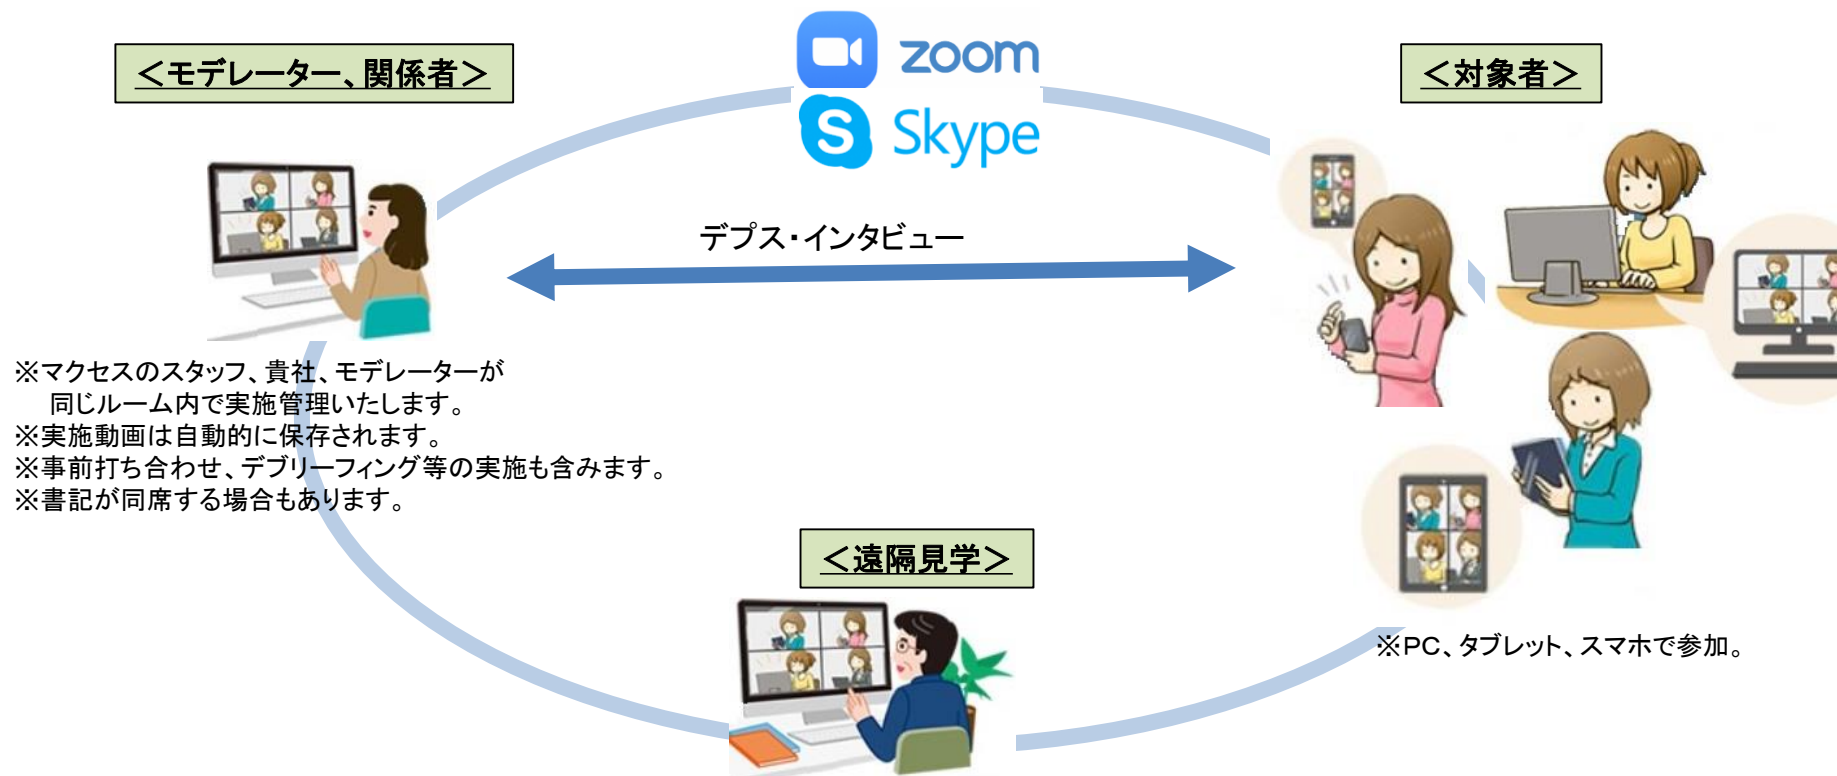 zoom
Skype
＜モデレーター、関係者＞
＜対象者＞
デプス・インタビュー
※マクセスのスタッフ、貴社、モデレーターが
同じルーム内で実施管理いたします。
※実施動画は自動的に保存されます。
※事前打ち合わせ、デブリーフィング等の実施も含みます。
※書記が同席する場合もあります。
＜遠隔見学＞
※PC、タブレット、スマホで参加。